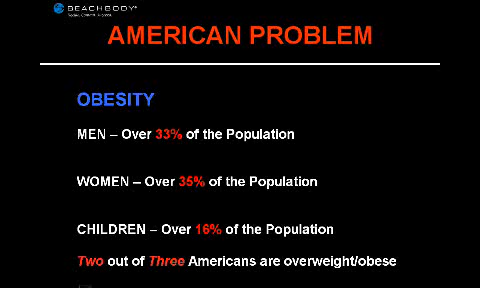 BEACHBODY
AMERICAN PROBLEM
OBESITY
MEN – Over 33% of the Population
WOMEN – Over 35% of the Population
CHILDREN – Over 16% of the Population
Two out of Three Americans are overweight/obese